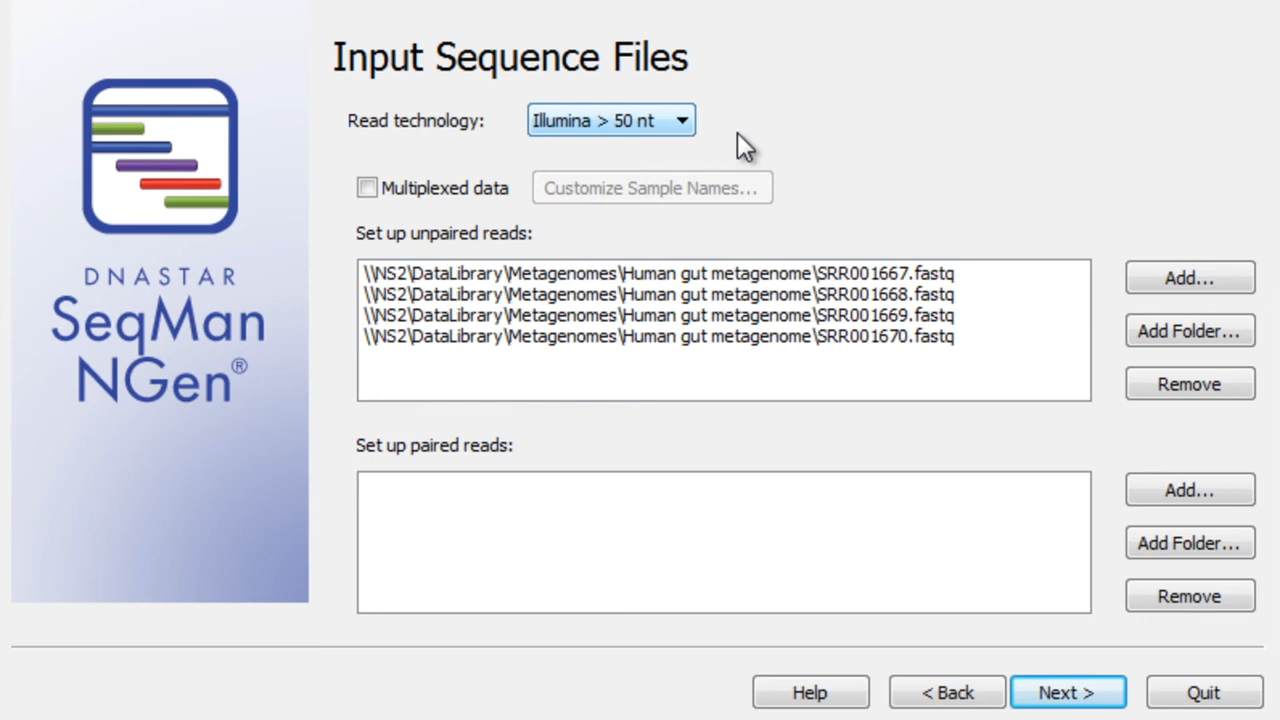 Input Sequence Files
Read technology: Illumina > 50 nt
Multiplexed data Customize Sample Names...
Set up unpaired reads:
\\NS2\DataLibrary\Metagenomes\Human gut metagenome\SRR001667.fastq
\\NS2\DataLibrary\Metagenomes\Human gut metagenome\SRR001668.fastq
\\NS2\DataLibrary\Metagenomes\Human gut metagenome\SRR001669.fastq
\\NS2\DataLibrary\Metagenomes\Human gut metagenome\SRR001670.fastq
Add...
Add Folder...
Remove
Set up paired reads:
Add...
Add Folder...
Remove
DNASTAR
SeqMan
NGen®
Help < Back Next > Quit